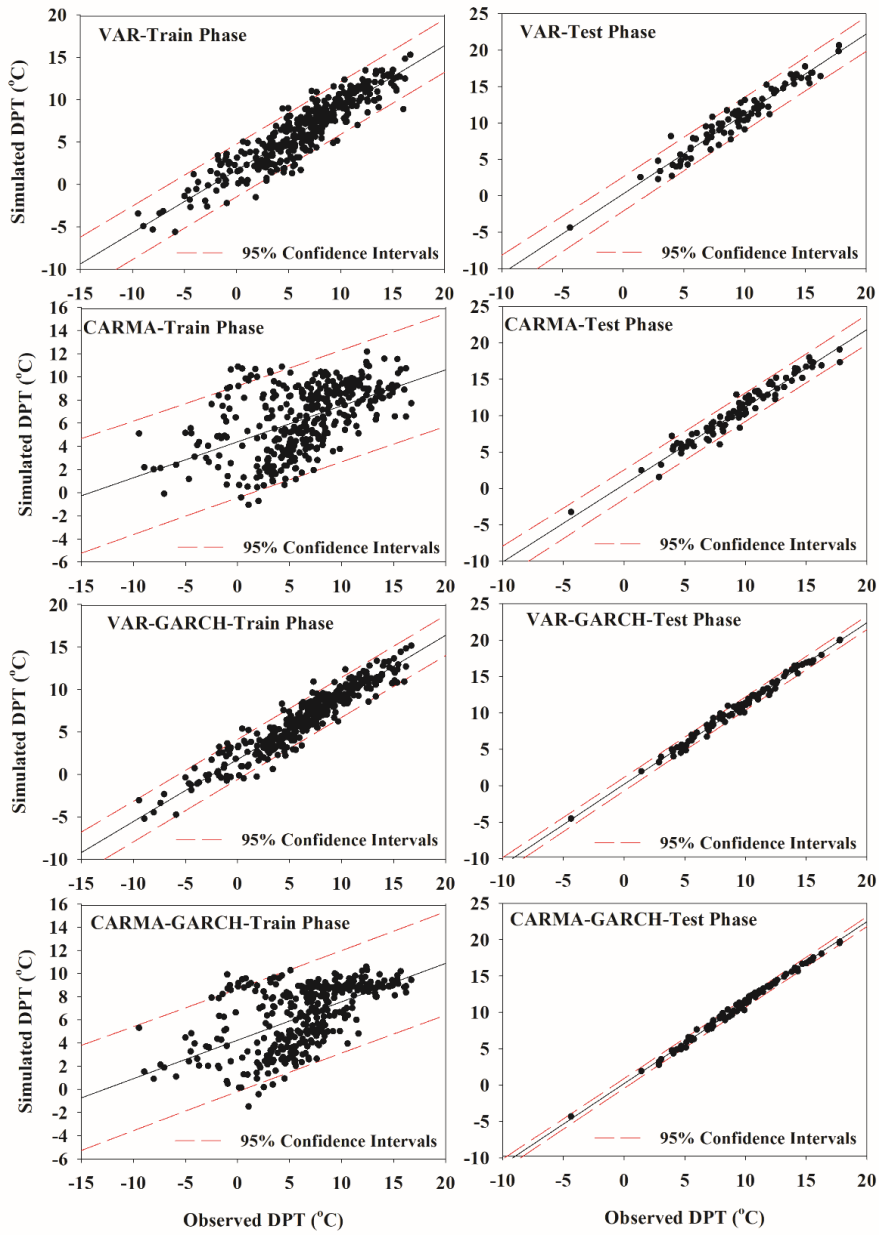 VAR-Train Phase
VAR-Test Phase
Simulated DPT (°C)
20
15
10
5
0
-5
-10
95% Confidence Intervals
-15 -10 -5 0 5 10 15 20
25
20
15
10
5
0
-5
-10
95% Confidence Intervals
-10 -5 0 5 10 15 20
CARMA-Train Phase
CARMA-Test Phase
Simulated DPT (°C)
16
14
12
10
8
6
4
2
0
-2
-4
-6
95% Confidence Intervals
-15 -10 -5 0 5 10 15 20
25
20
15
10
5
0
-5
-10
95% Confidence Intervals
-10 -5 0 5 10 15 20
VAR-GARCH-Train Phase
VAR-GARCH-Test Phase
Simulated DPT (°C)
20
15
10
5
0
-5
-10
95% Confidence Intervals
-15 -10 -5 0 5 10 15 20
25
20
15
10
5
0
-5
-10
95% Confidence Intervals
-10 -5 0 5 10 15 20
CARMA-GARCH-Train Phase
CARMA-GARCH-Test Phase
Simulated DPT (°C)
16
14
12
10
8
6
4
2
0
-2
-4
-6
95% Confidence Intervals
-15 -10 -5 0 5 10 15 20
Observed DPT (°C)
25
20
15
10
5
0
-5
-10
95% Confidence Intervals
-10 -5 0 5 10 15 20
Observed DPT (°C)